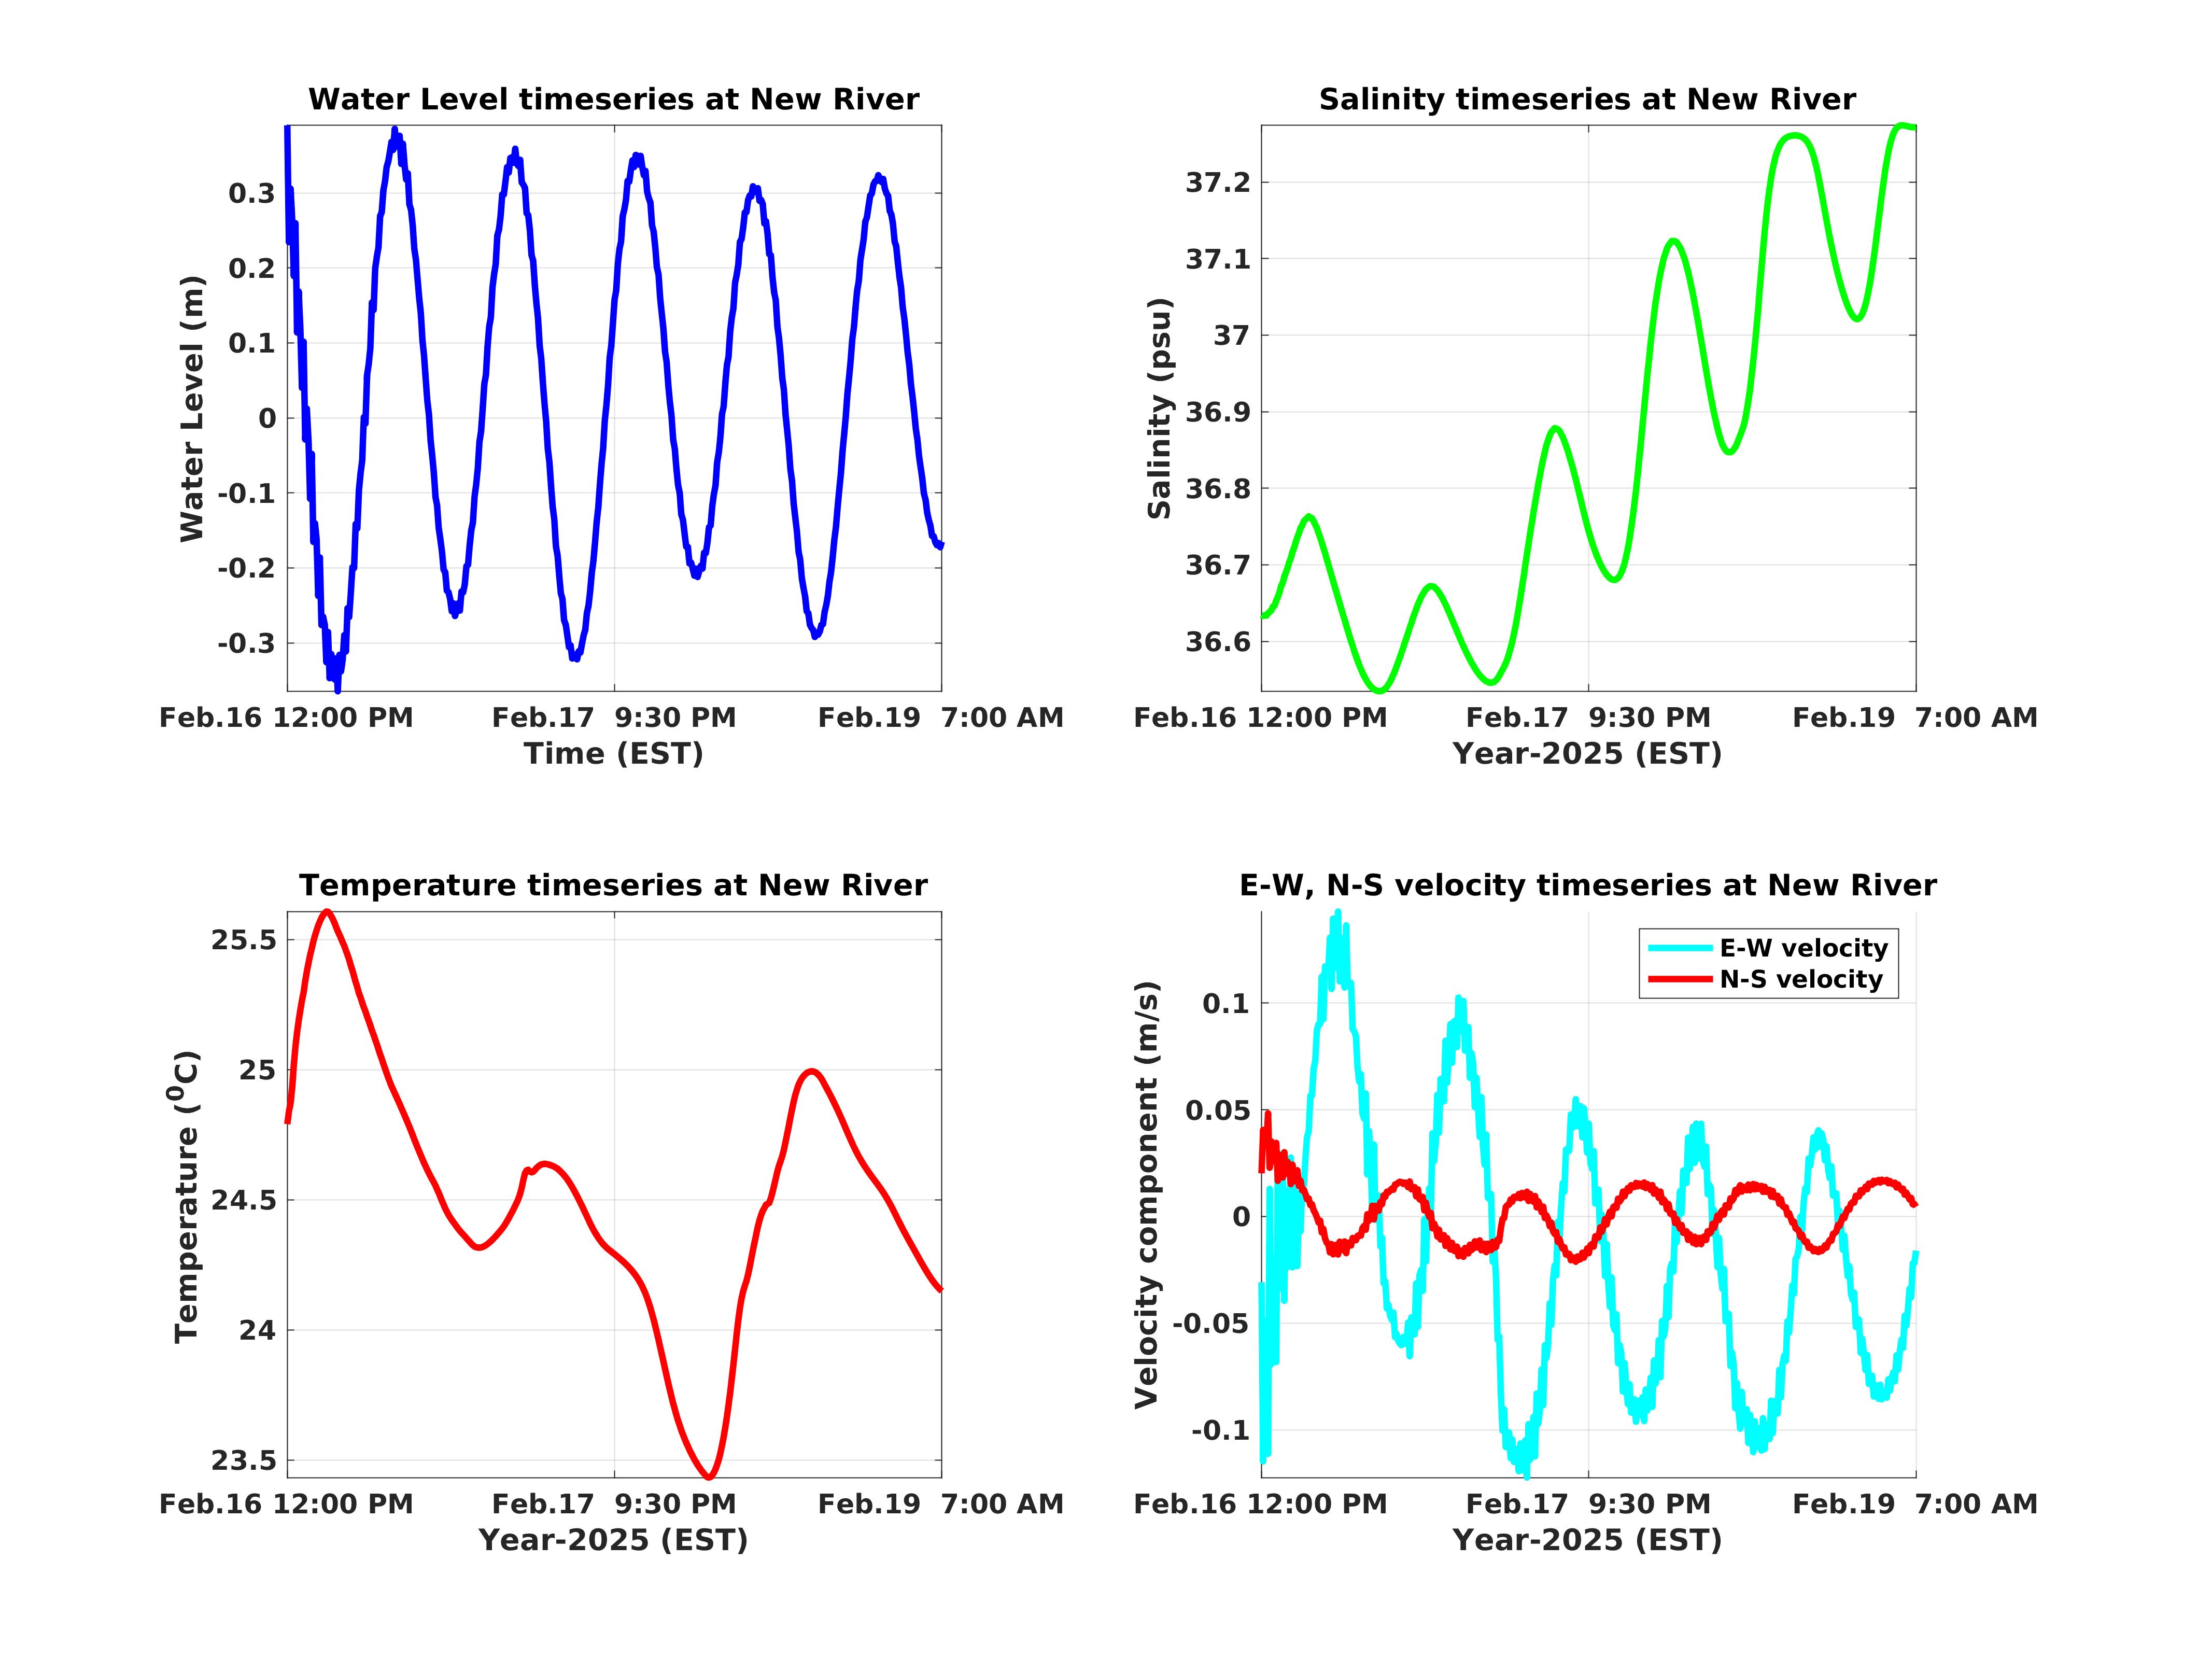 Water Level timeseries at New River
Water Level (m)
0.3
0.2
0.1
0
-0.1
-0.2
-0.3
Feb.16 12:00 PM
Feb.17  9:30 PM
Feb.19  7:00 AM
Time (EST)
Salinity timeseries at New River
Salinity (psu)
37.2
37.1
37
36.9
36.8
36.7
36.6
Feb.16 12:00 PM
Feb.17  9:30 PM
Feb.19  7:00 AM
Year-2025 (EST)
Temperature timeseries at New River
Temperature (⁰C)
25.5
25
24.5
24
23.5
Feb.16 12:00 PM
Feb.17  9:30 PM
Feb.19  7:00 AM
Year-2025 (EST)
E-W, N-S velocity timeseries at New River
Velocity component (m/s)
E-W velocity
N-S velocity
0.1
0.05
0
-0.05
-0.1
Feb.16 12:00 PM
Feb.17  9:30 PM
Feb.19  7:00 AM
Year-2025 (EST)